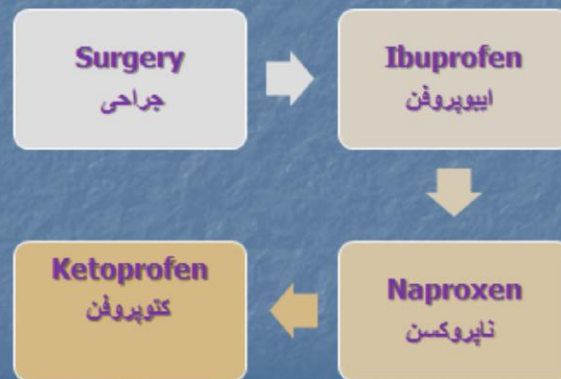 Surgery
جراحی
Ibuprofen
ایبوپروفن
Naproxen
ناپروکسن
Ketoprofen
کتوپروفن